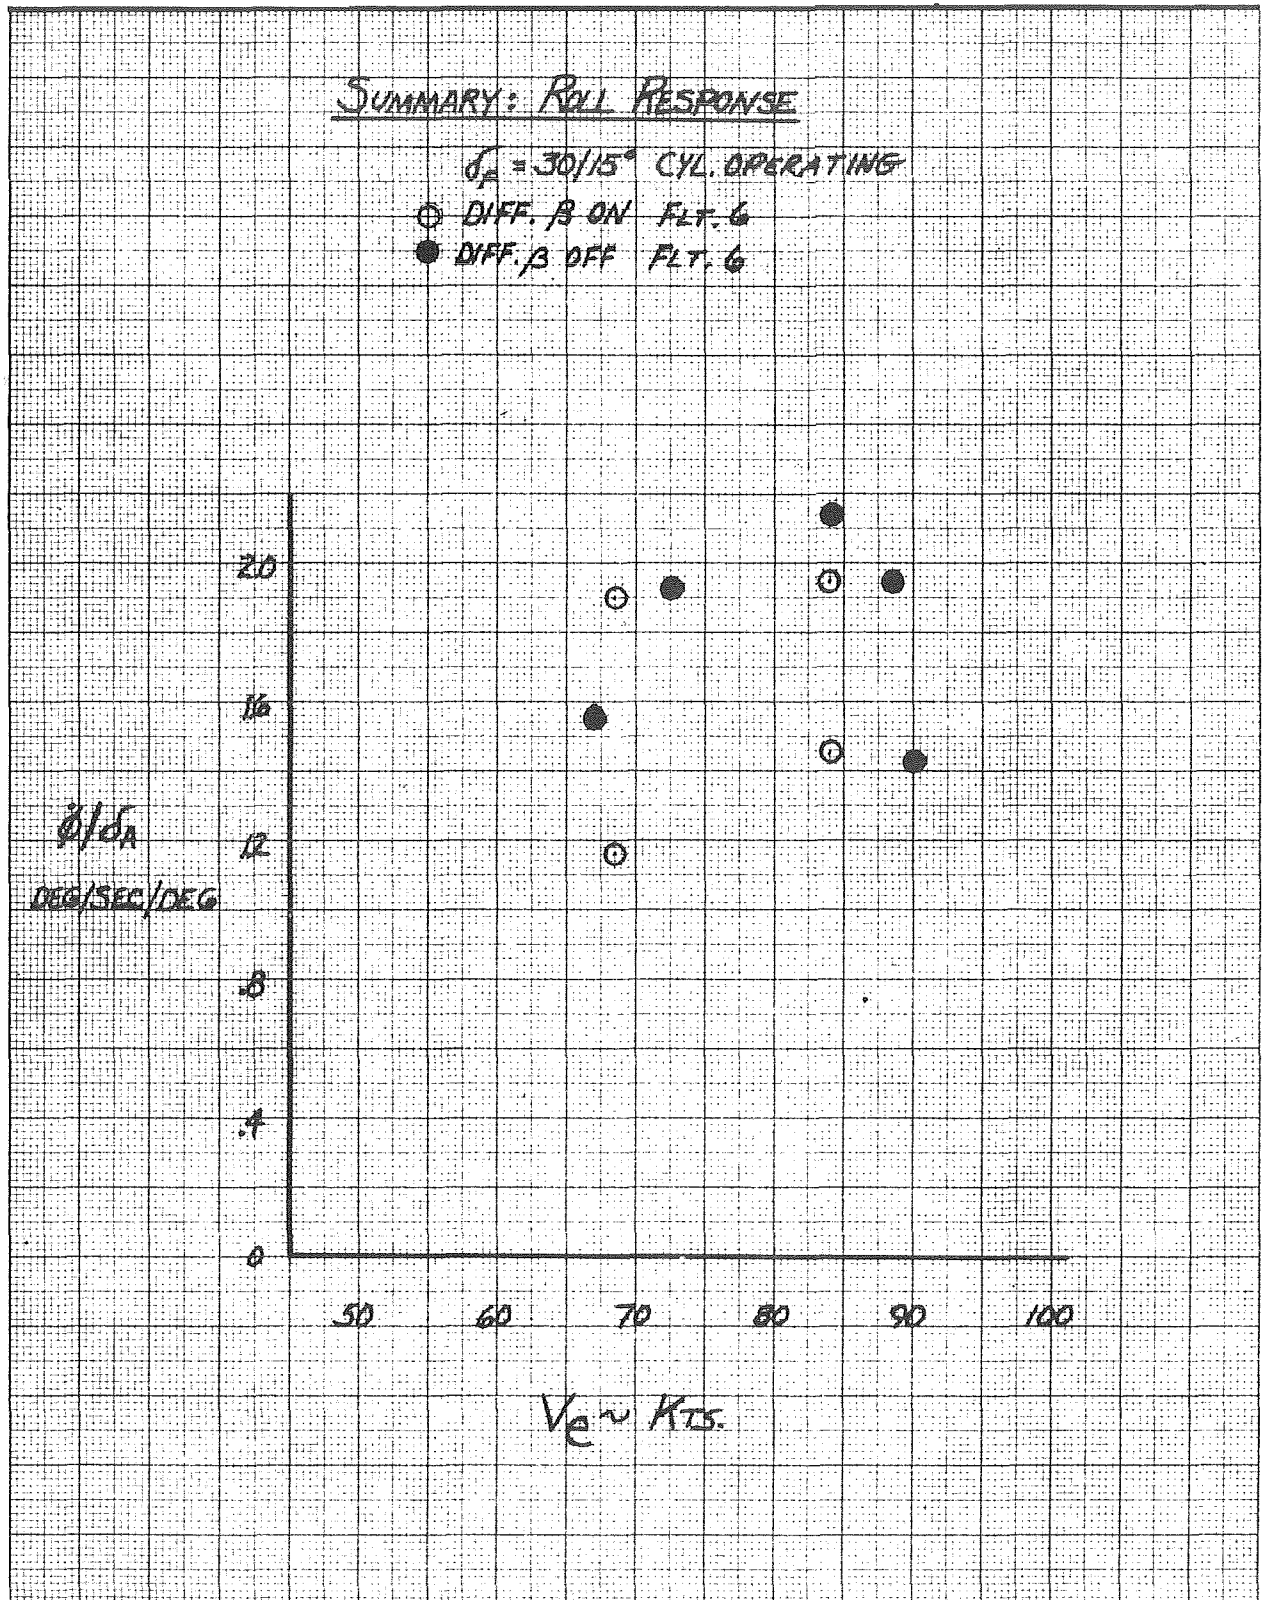 SUMMARY: ROLL RESPONSE
δF = 30/15° CYL. OPERATING
DIFF. β ON FLT. 6
DIFF. β OFF FLT. 6
2.0
1.6
φ̇/δA
1.2
DEG/SEC/DEG
.8
.4
0
50 60 70 80 90 100
Ve ~ KTS.